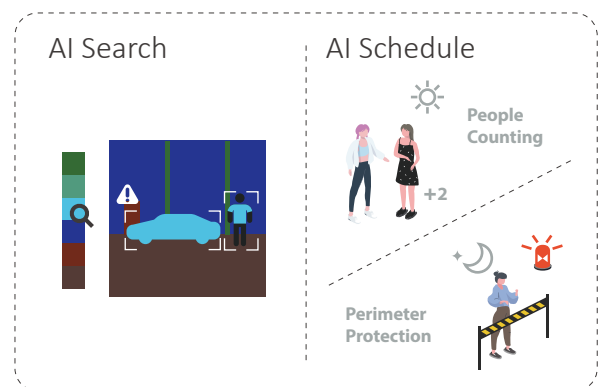 AI Search
AI Schedule
People
Counting
+2
!
Perimeter
Protection